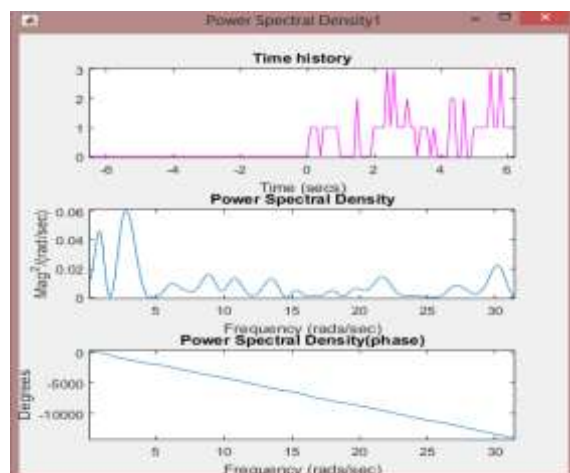 Power Spectral Density1
Time history
3
2
1
0
-6 -4 -2 0 2 4 6
Time (secs)
Power Spectral Density
Mag^2/(rad/sec)
0.06
0.04
0.02
0
5 10 15 20 25 30
Frequency (rads/sec)
Power Spectral Density(phase)
Degrees
0
-5000
-10000
5 10 15 20 25 30
Frequency (rads/sec)